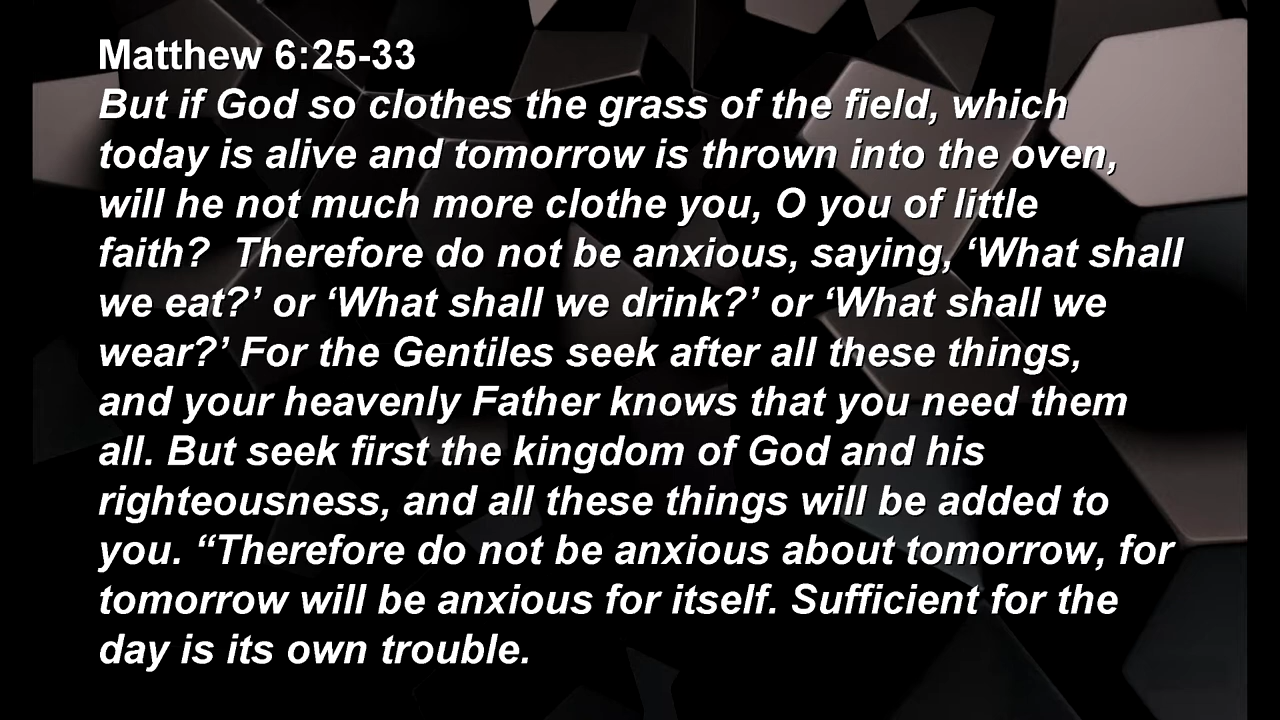 Matthew 6:25-33
But if God so clothes the grass of the field, which
today is alive and tomorrow is thrown into the oven,
will he not much more clothe you, O you of little
faith?  Therefore do not be anxious, saying, ‘What shall
we eat?’ or ‘What shall we drink?’ or ‘What shall we
wear?’ For the Gentiles seek after all these things,
and your heavenly Father knows that you need them
all. But seek first the kingdom of God and his
righteousness, and all these things will be added to
you. “Therefore do not be anxious about tomorrow, for
tomorrow will be anxious for itself. Sufficient for the
day is its own trouble.